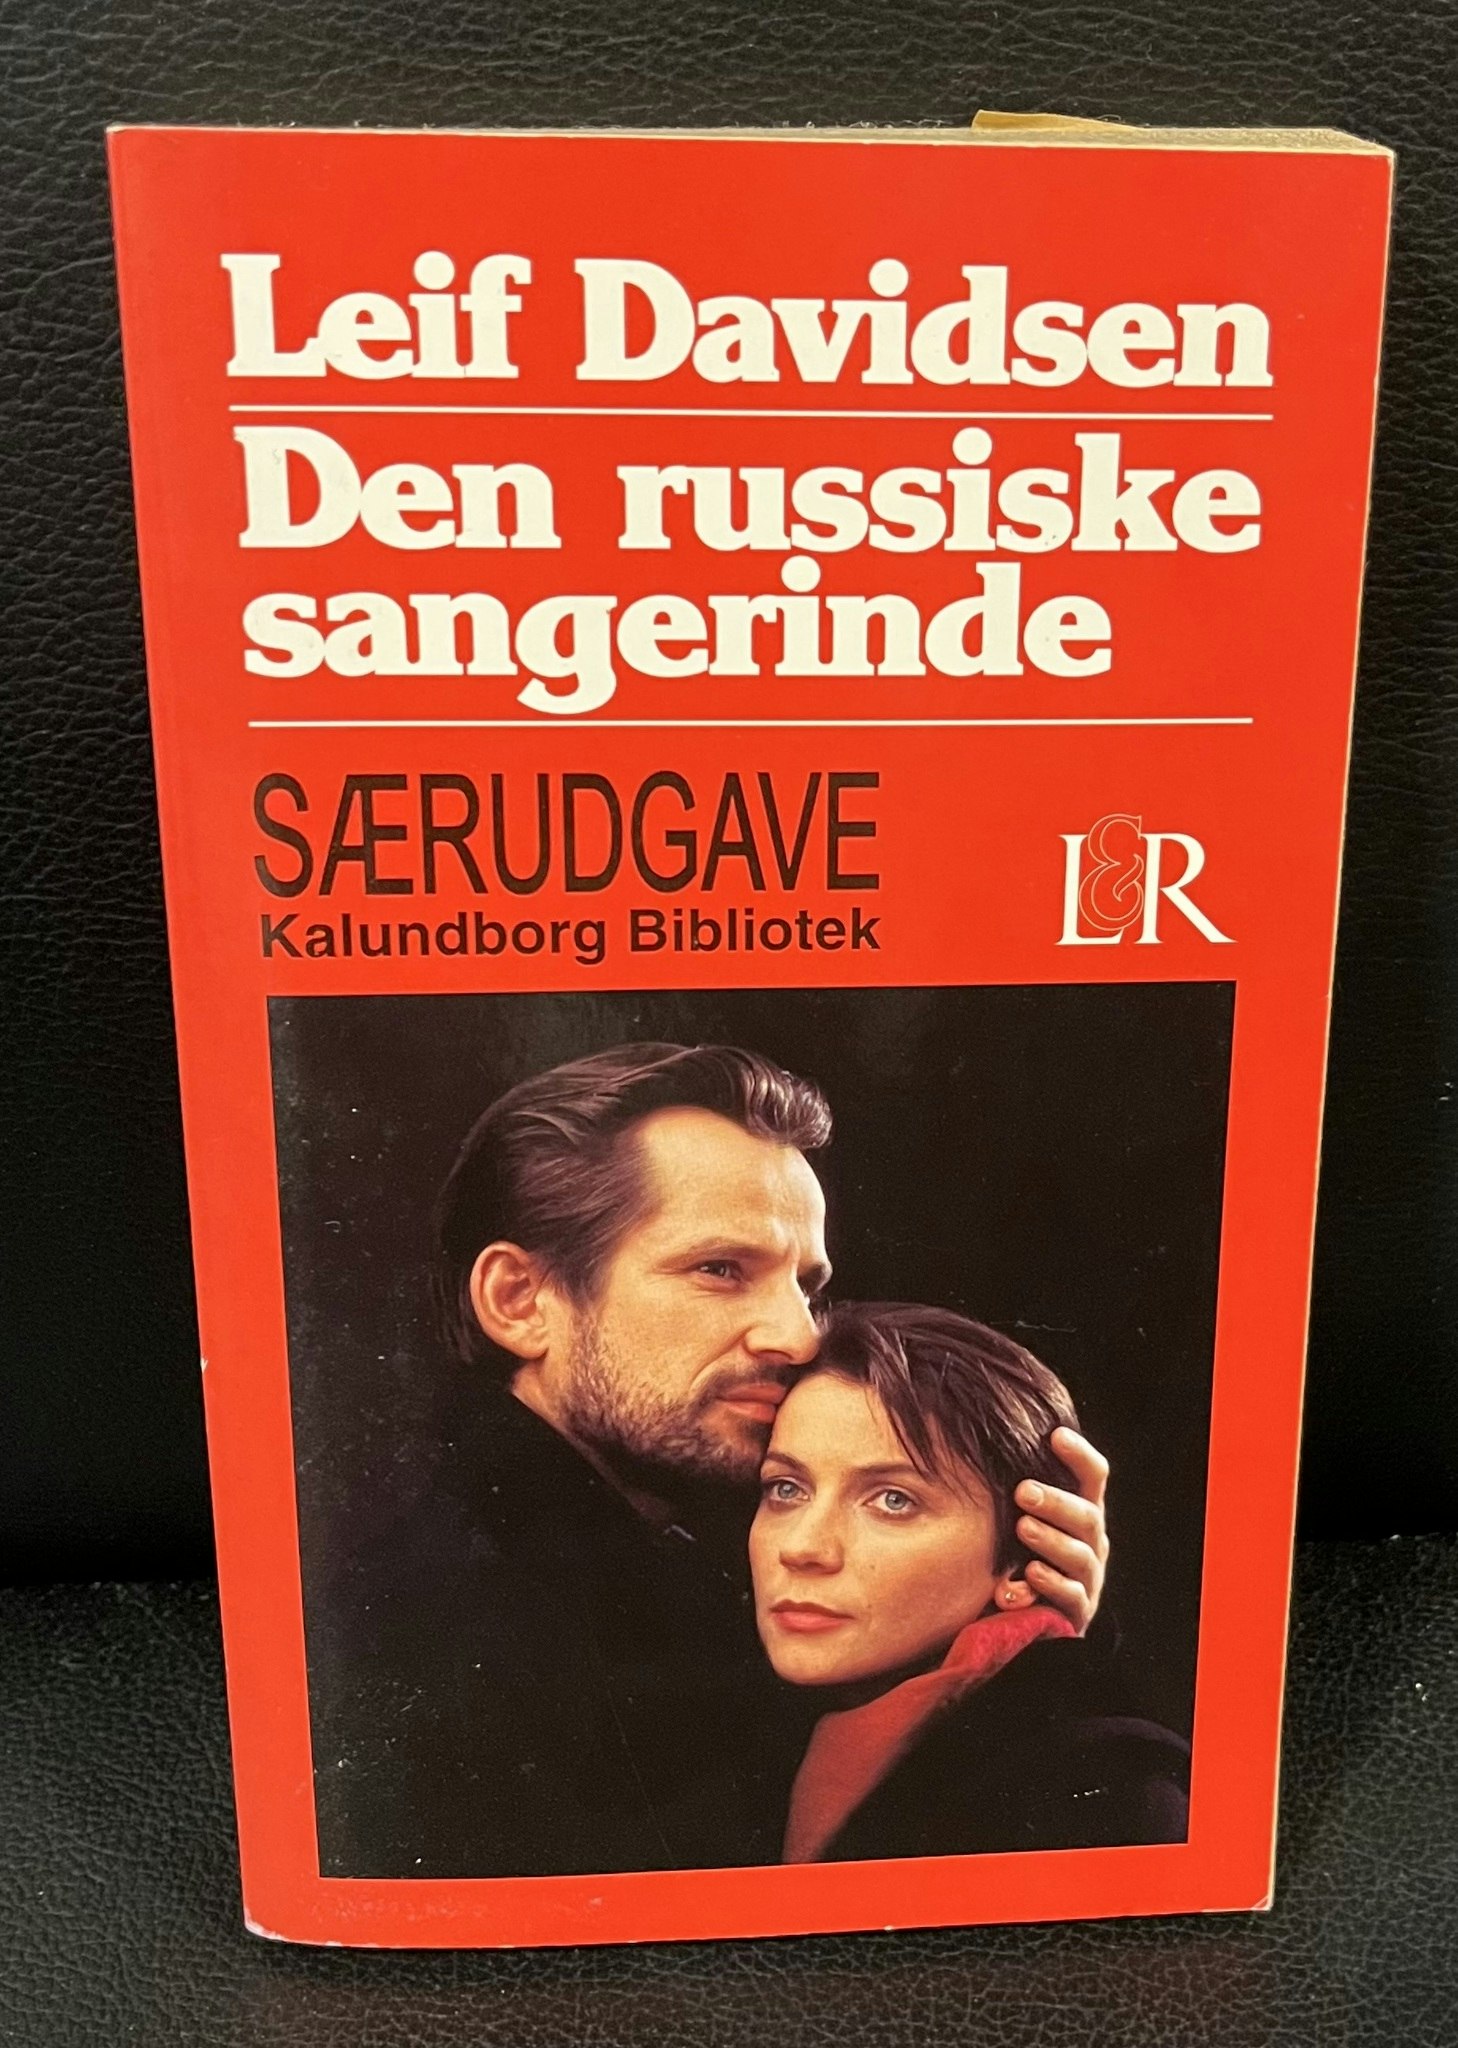 Leif Davidsen
Den russiske
sangerinde
SÆRUDGAVE
Kalundborg Bibliotek
L&R